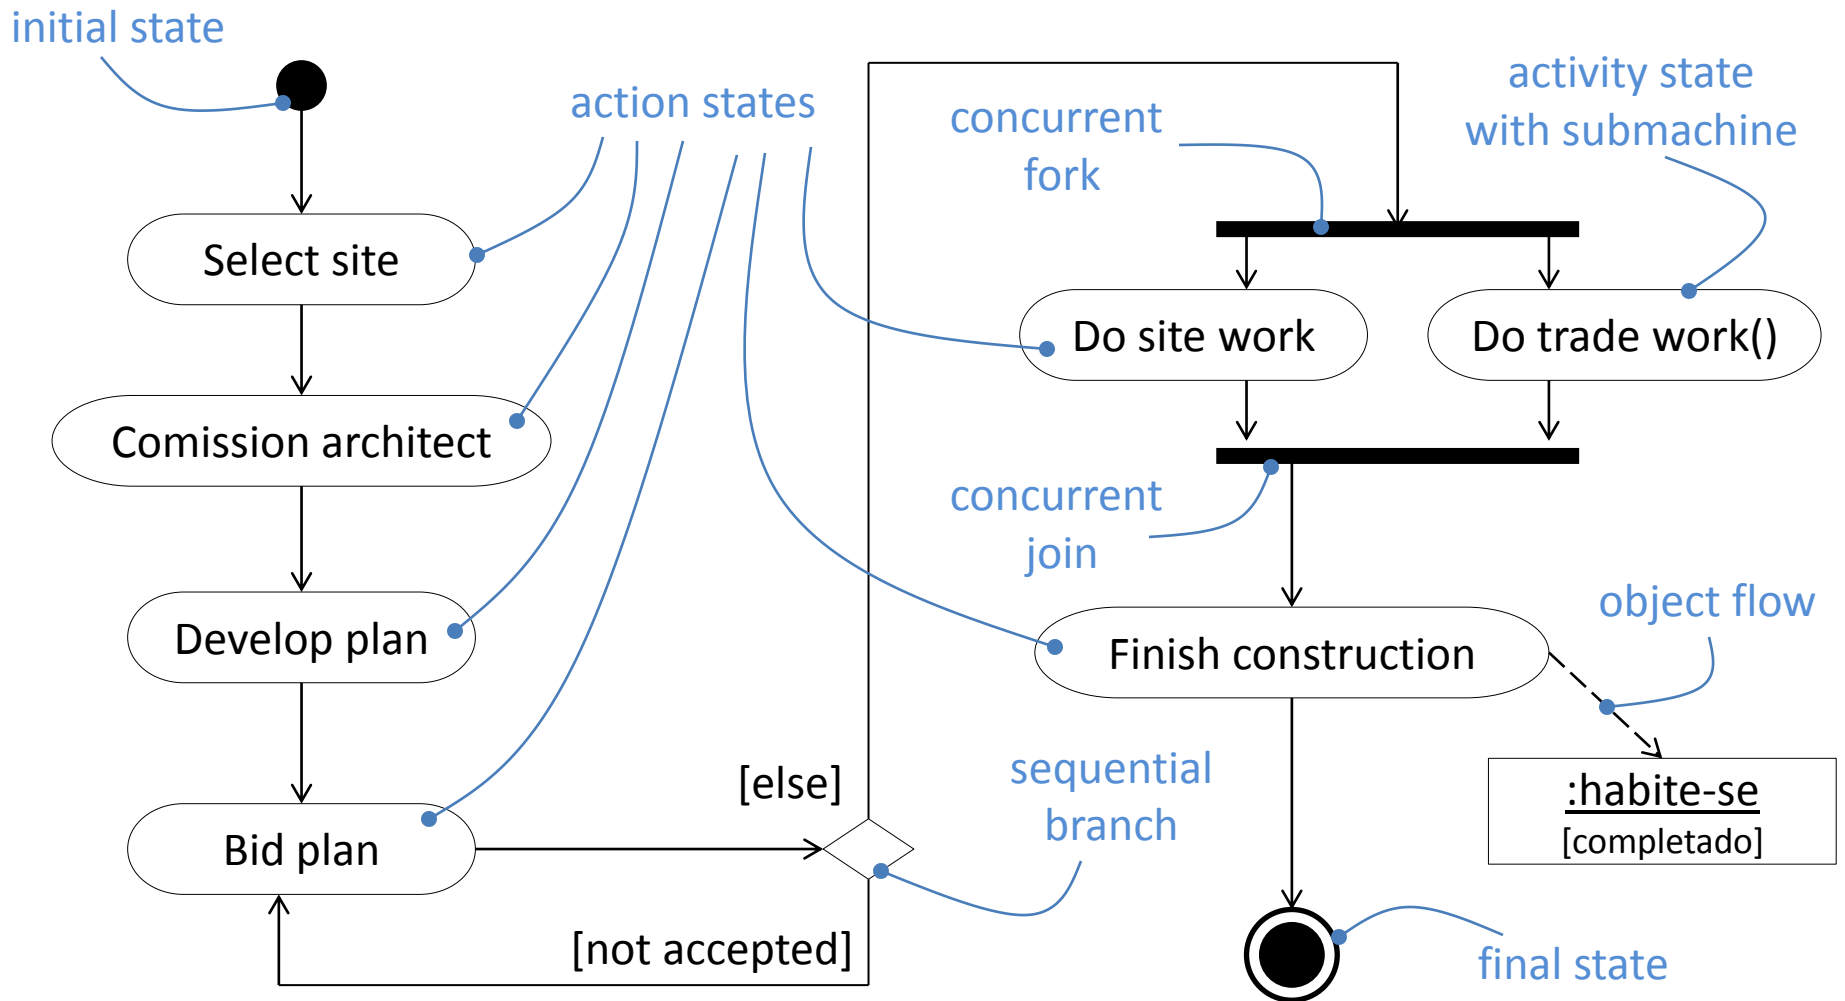 initial state
action states
concurrent
fork
activity state
with submachine
Select site
Do site work
Do trade work()
Comission architect
concurrent
join
Develop plan
Finish construction
object flow
[else]
sequential
branch
:habite-se
[completado]
Bid plan
[not accepted]
final state